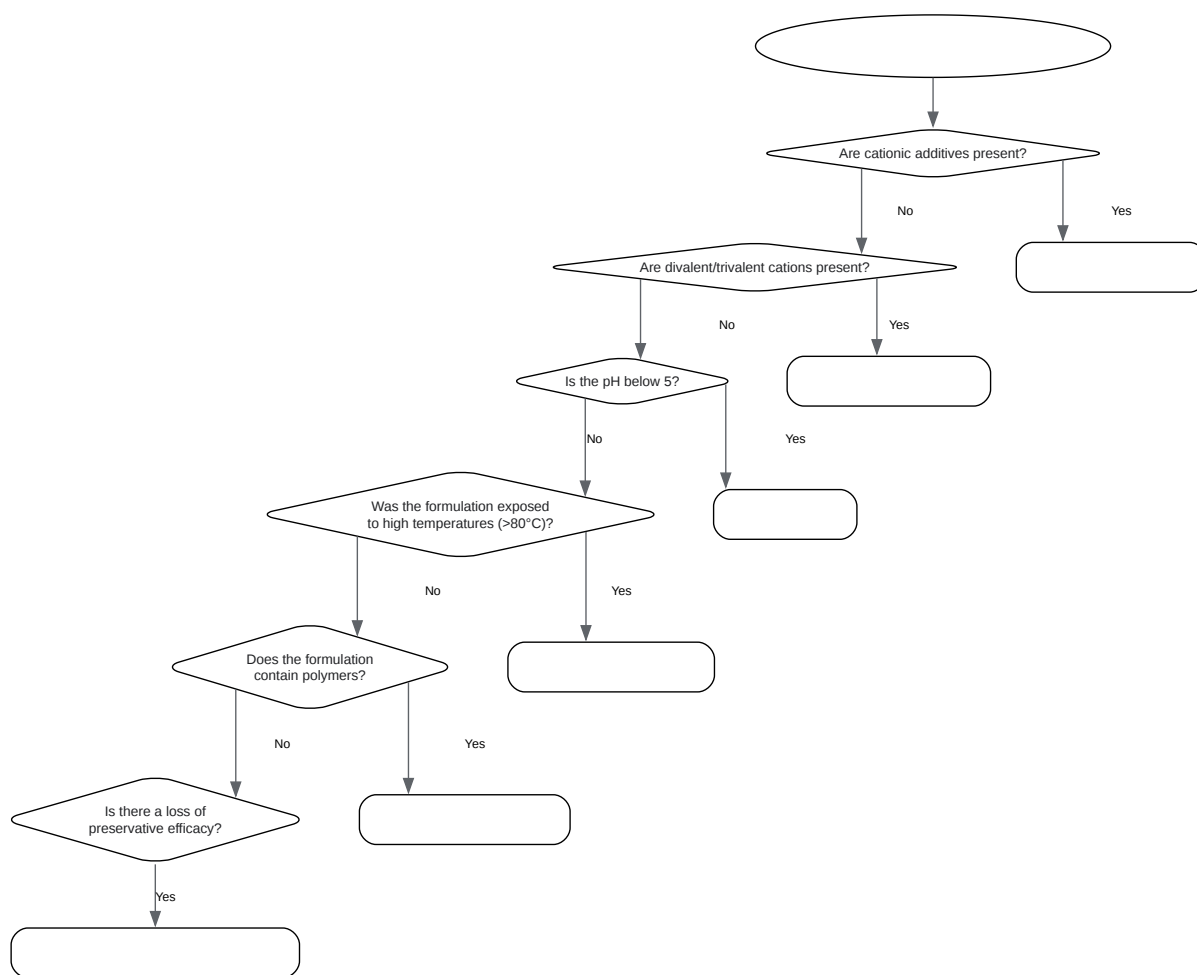 Are cationic additives present?
No
Yes
Are divalent/trivalent cations present?
No
Yes
Is the pH below 5?
No
Yes
Was the formulation exposed
to high temperatures (>80°C)?
No
Yes
Does the formulation
contain polymers?
No
Yes
Is there a loss of
preservative efficacy?
Yes